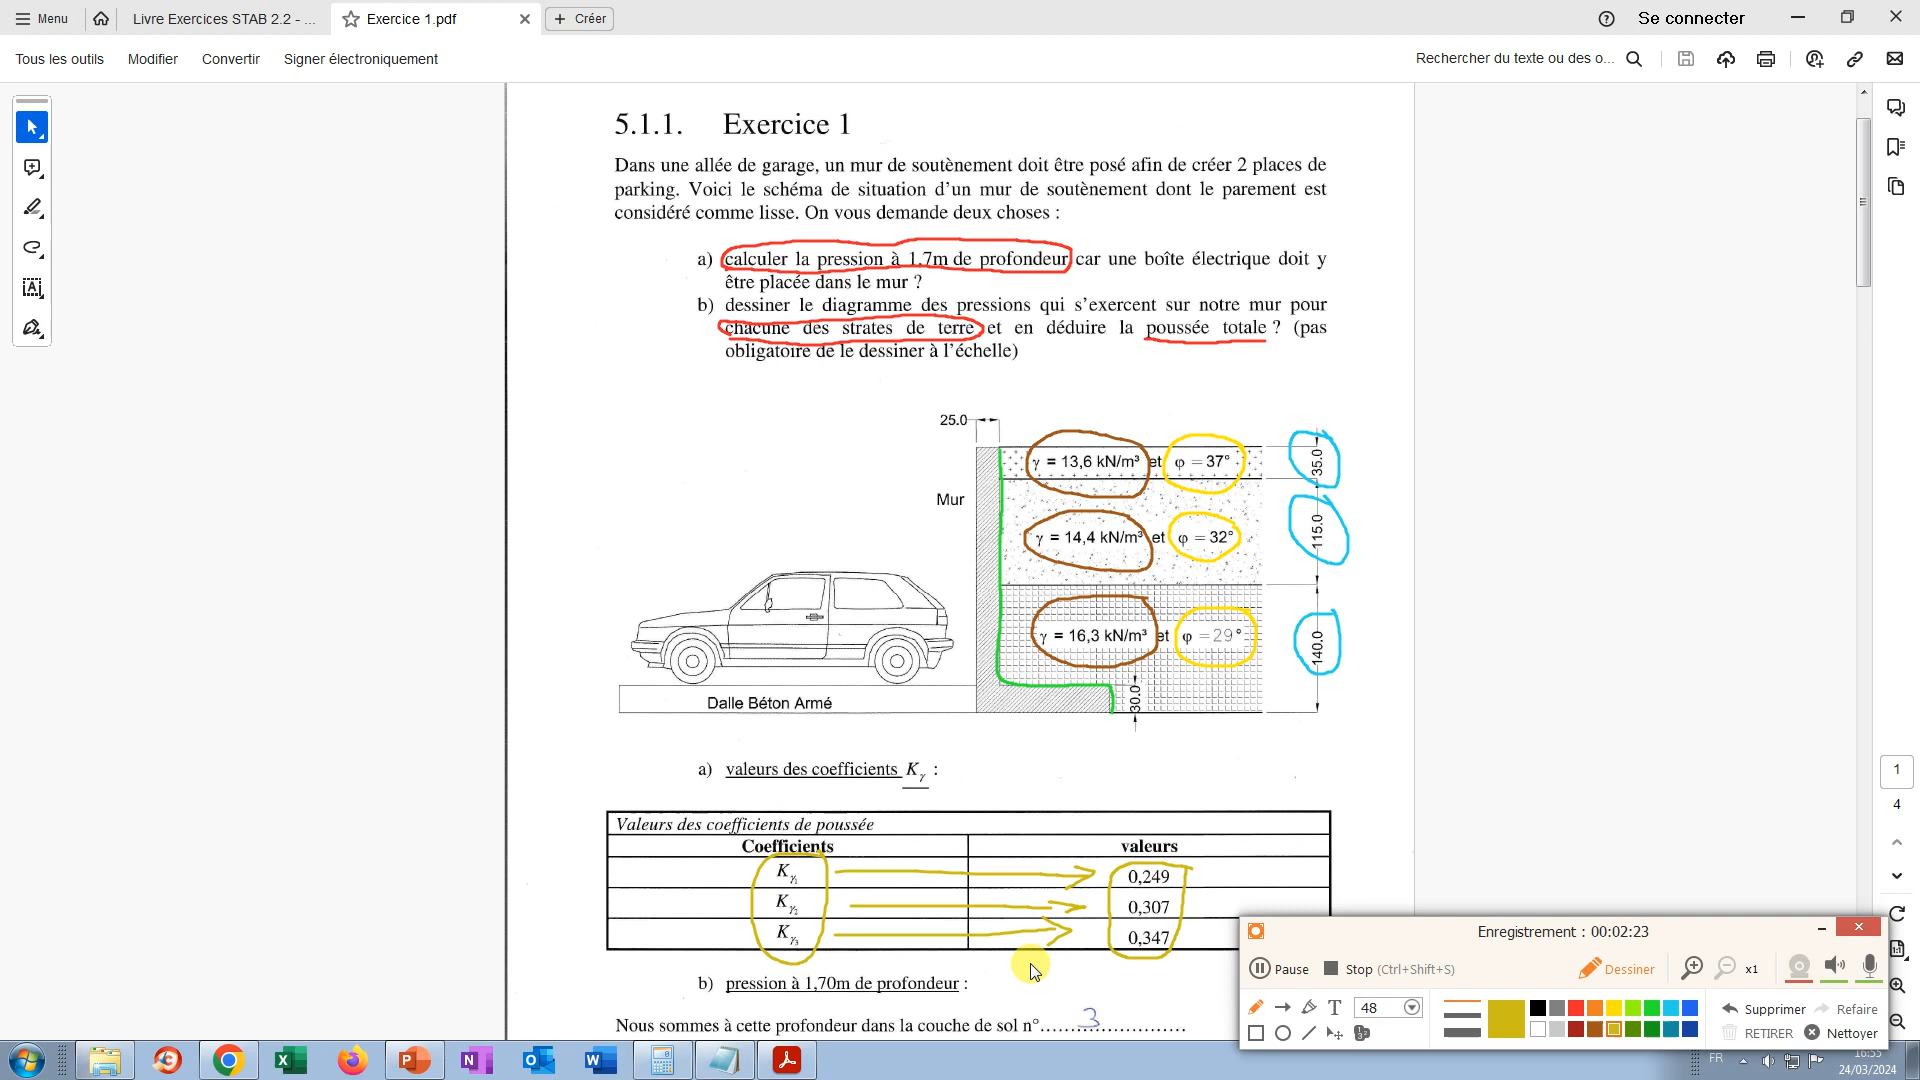 Menu
Livre Exercices STAB 2.2 - ...
Exercice 1.pdf
Créer
Se connecter
Tous les outils
Modifier
Convertir
Signer électroniquement
Rechercher du texte ou des o...
5.1.1. Exercice 1
Dans une allée de garage, un mur de soutènement doit être posé afin de créer 2 places de
parking. Voici le schéma de situation d'un mur de soutènement dont le parement est
considéré comme lisse. On vous demande deux choses :
a) calculer la pression à 1.7m de profondeur car une boîte électrique doit y
être placée dans le mur ?
b) dessiner le diagramme des pressions qui s'exercent sur notre mur pour
chacune des strates de terre et en déduire la poussée totale ? (pas
obligatoire de le dessiner à l'échelle)
25.0
γ = 13,6 kN/m³ et φ = 37°
35.0
Mur
γ = 14,4 kN/m³ et φ = 32°
115.0
γ = 16,3 kN/m³ et φ = 29°
140.0
30.0
Dalle Béton Armé
a) valeurs des coefficients Kγ :
Valeurs des coefficients de poussée
Coefficients valeurs
Kγ1 0,249
Kγ2 0,307
Kγ3 0,347
b) pression à 1,70m de profondeur :
Nous sommes à cette profondeur dans la couche de sol n°......3......
1
4
Enregistrement : 00:02:23
Pause
Stop (Ctrl+Shift+S)
Dessiner
x1
T
48
Supprimer
Refaire
RETIRER
Nettoyer
FR
16:55
24/03/2024